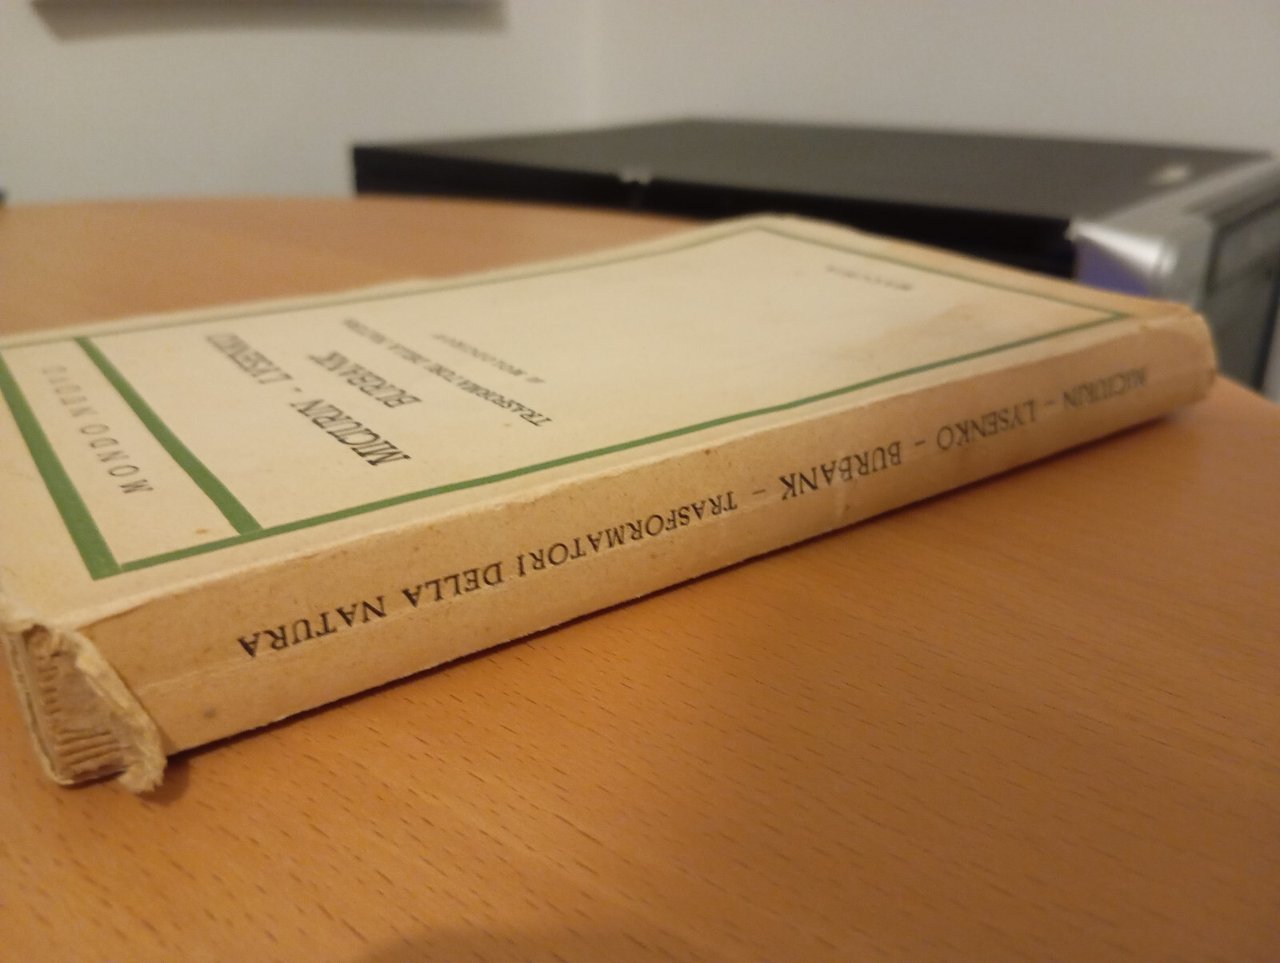 MONDO NUOVO
MICIURIN - LYSENKO
BURBANK
TRASFORMATORI DELLA NATURA
MICIURIN - LYSENKO - BURBANK - TRASFORMATORI DELLA NATURA